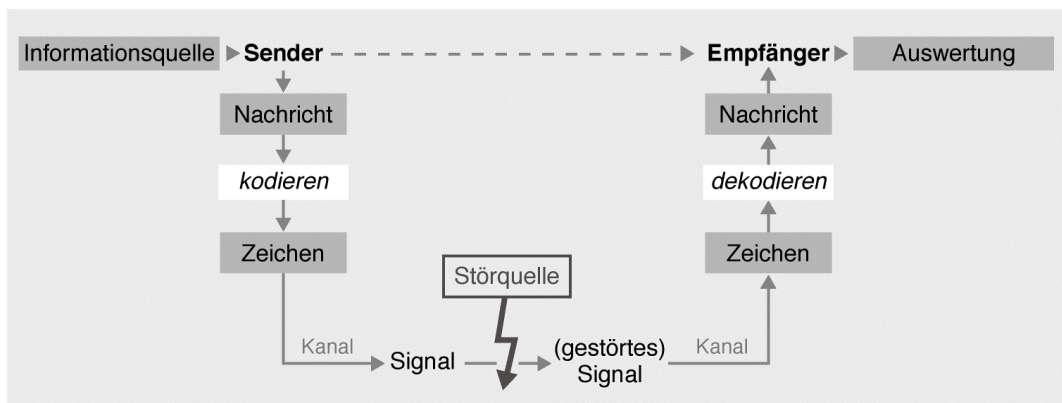 Informationsquelle Sender Empfänger Auswertung
Nachricht Nachricht
kodieren dekodieren
Zeichen Zeichen
Störquelle
Kanal Signal (gestörtes) Kanal
Signal